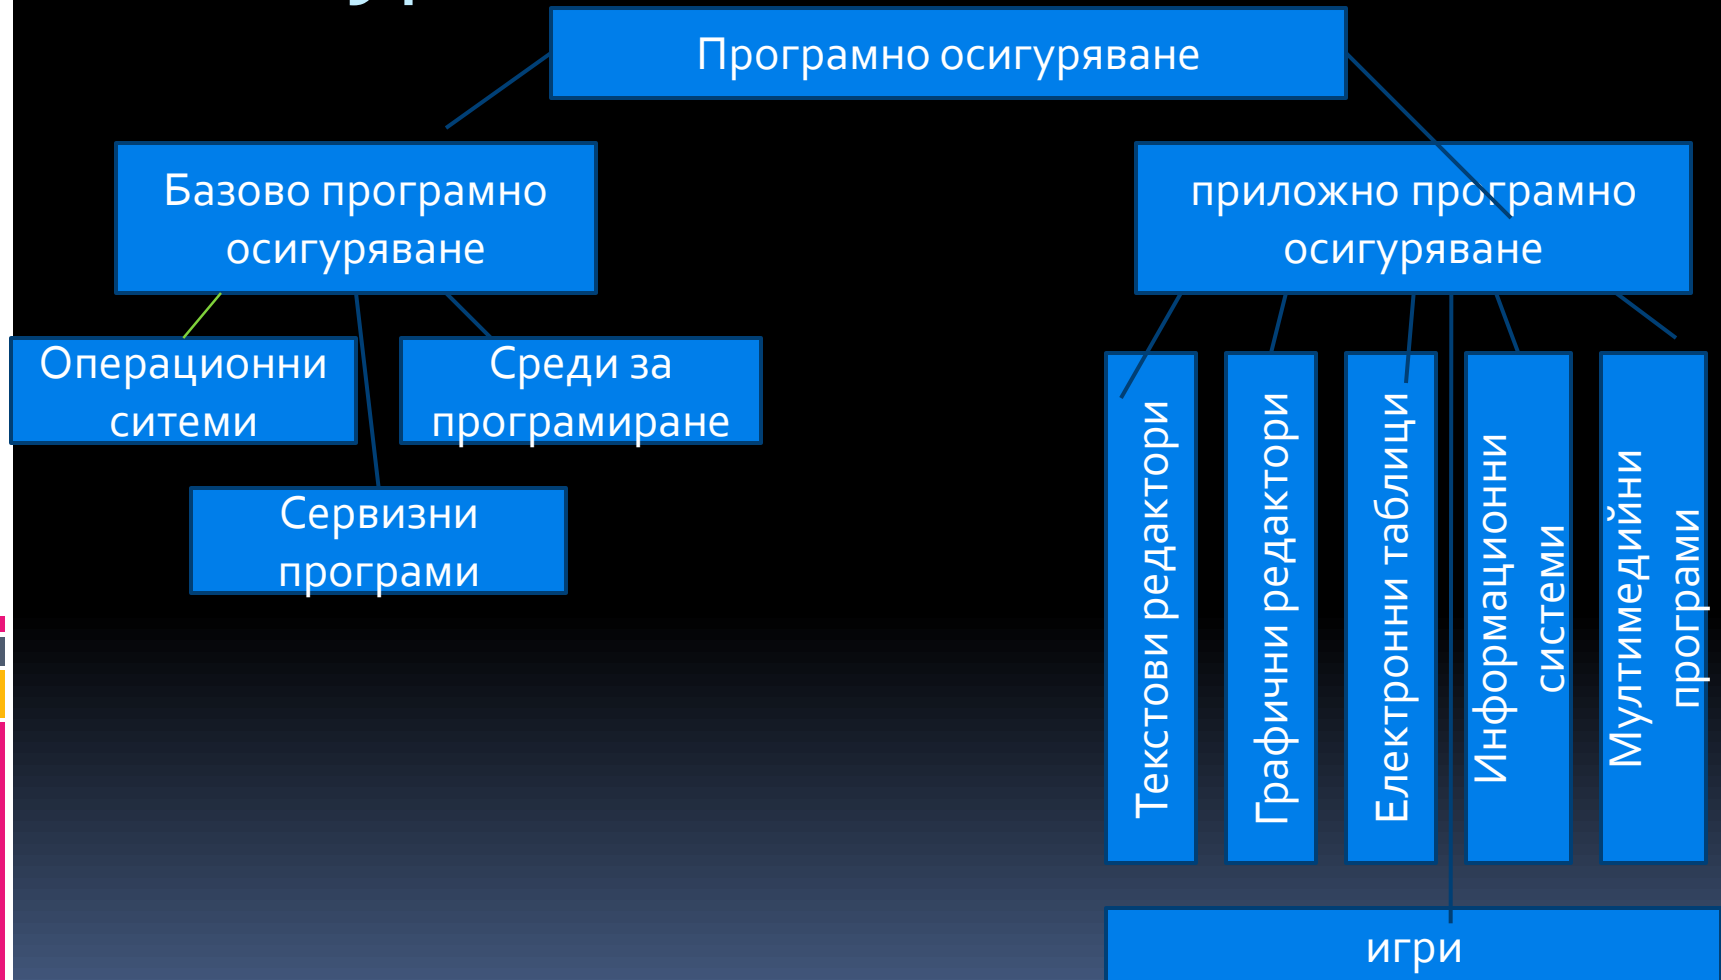 Програмно осигуряване
Базово програмно
осигуряване
приложно програмно
осигуряване
Операционни
ситеми
Среди за
програмиране
Сервизни
програми
Текстови редактори
Графични редактори
Електронни таблици
Информационни
системи
Мултимедийни
програми
игри